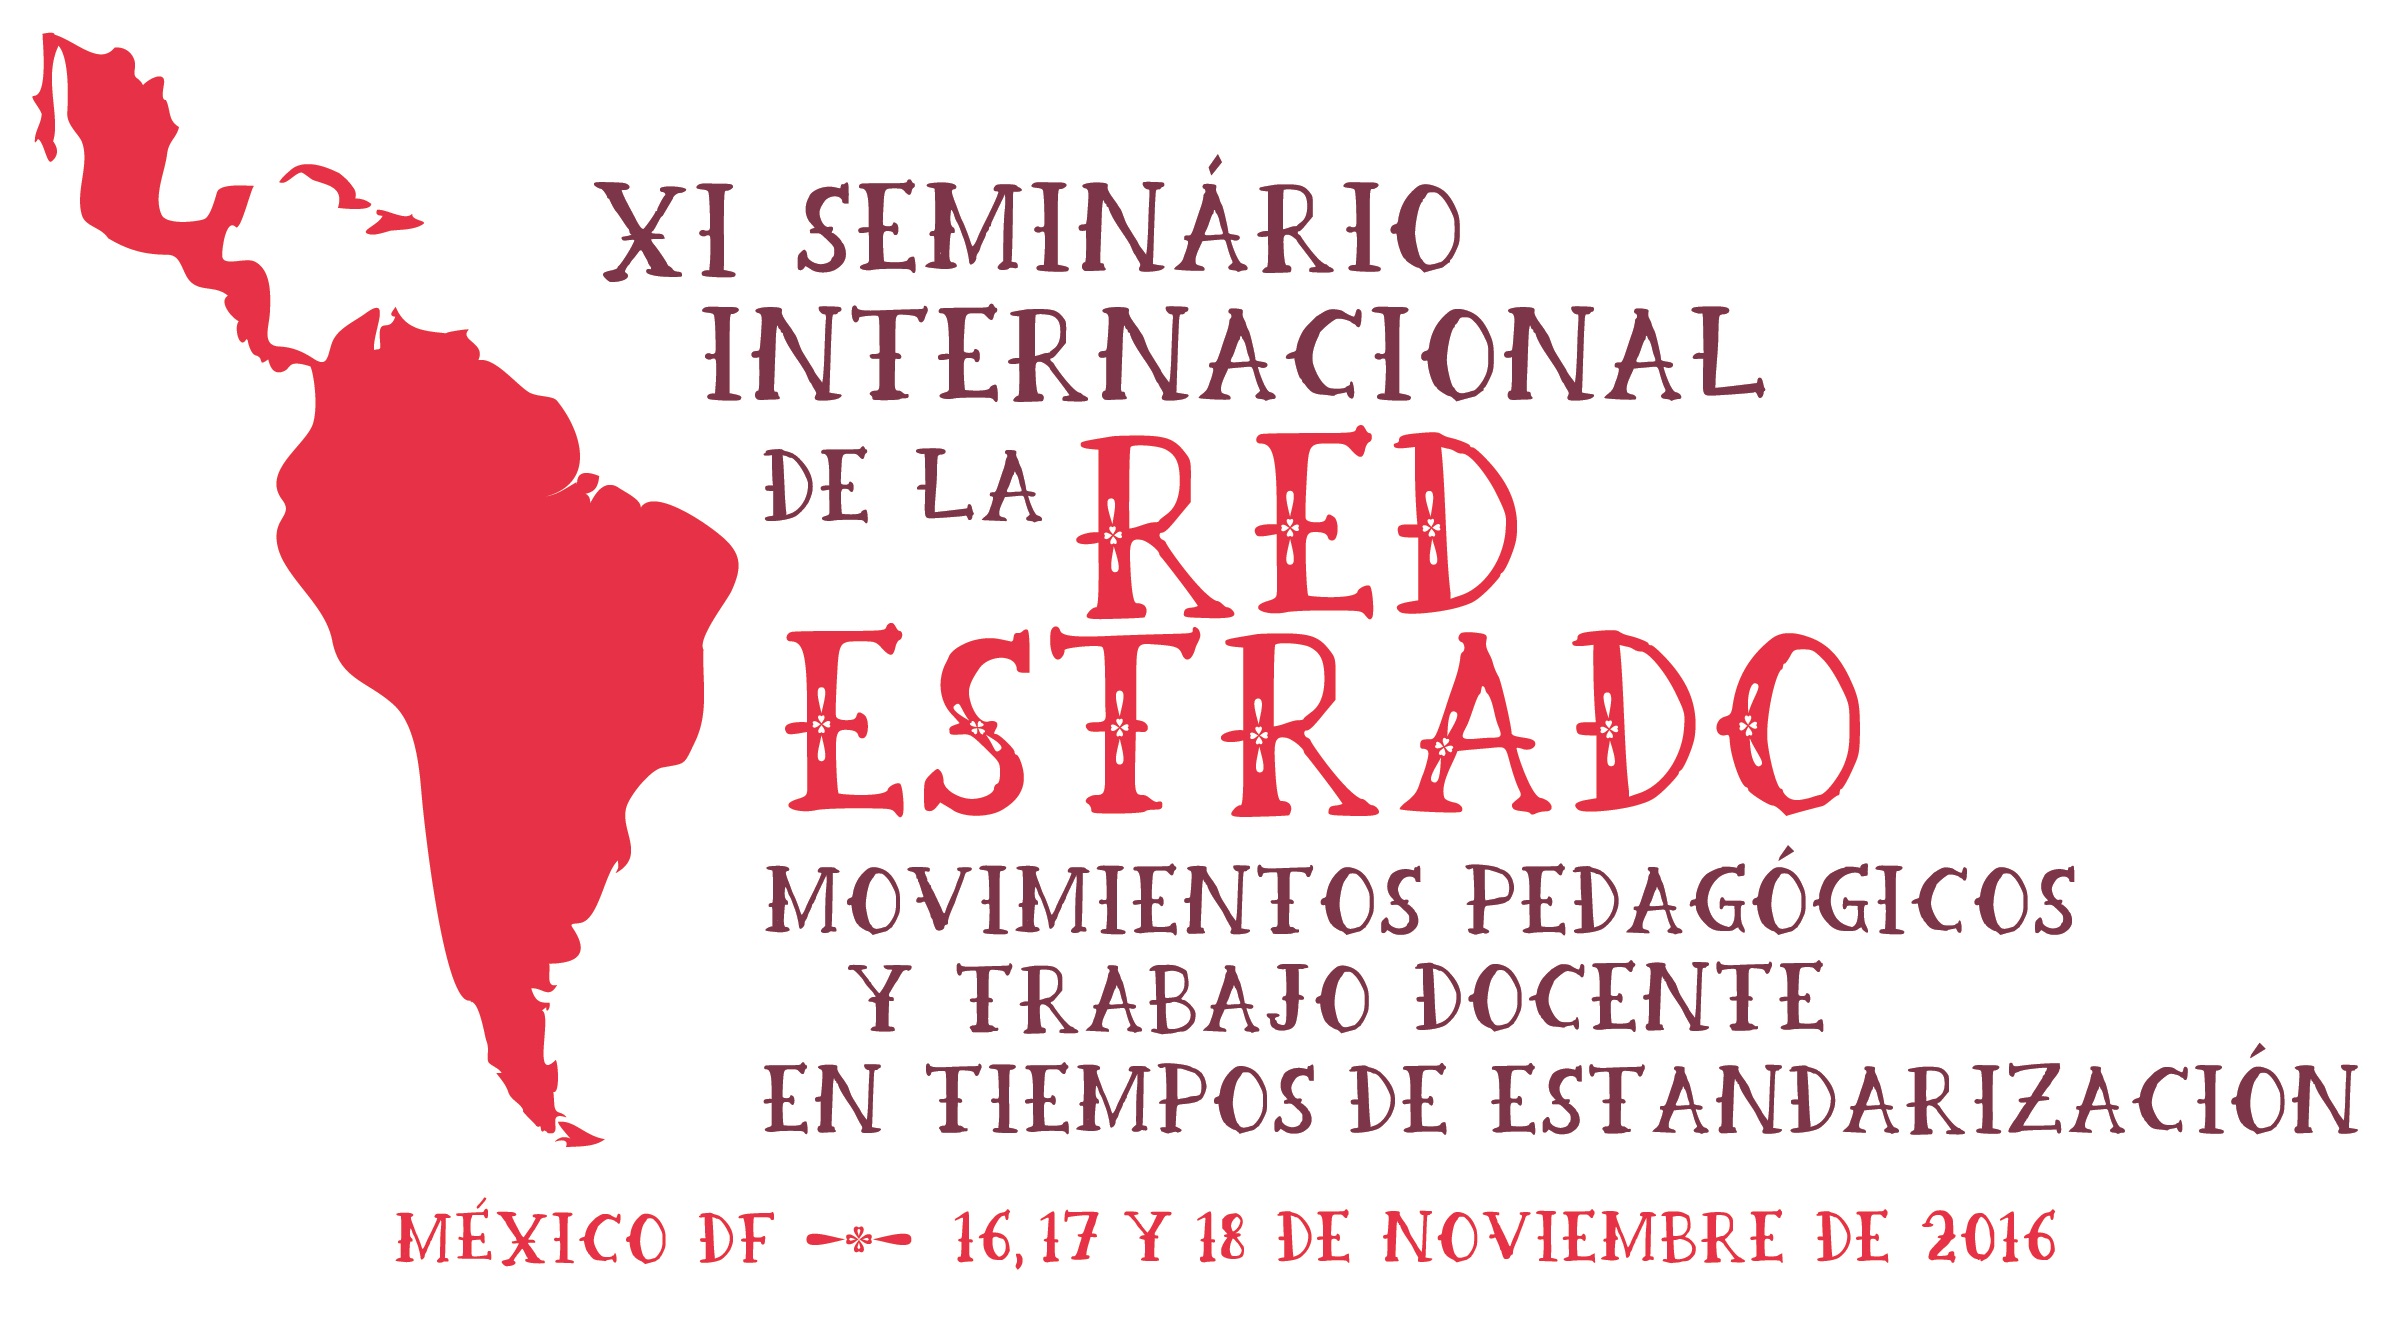 XI SEMINÁRIO
INTERNACIONAL
DE LA RED
ESTRADO
MOVIMIENTOS PEDAGÓGICOS
Y TRABAJO DOCENTE
EN TIEMPOS DE ESTANDARIZACIÓN
MÉXICO DF 16, 17 Y 18 DE NOVIEMBRE DE 2016